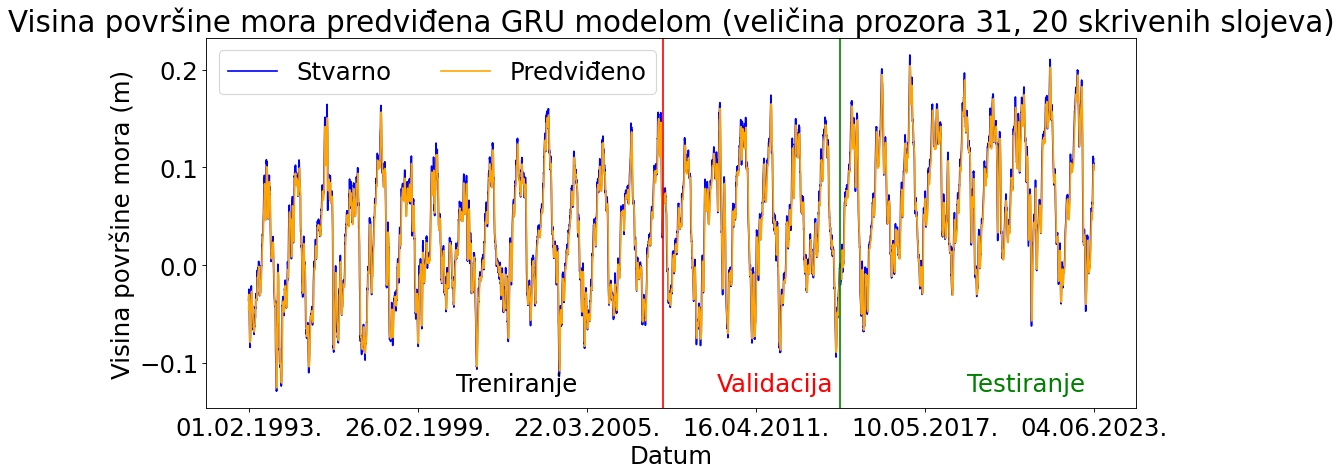 Visina površine mora predviđena GRU modelom (veličina prozora 31, 20 skrivenih slojeva)
Stvarno Predviđeno
Visina površine mora (m)
0.2
0.1
0.0
−0.1
Treniranje Validacija Testiranje
01.02.1993. 26.02.1999. 22.03.2005. 16.04.2011. 10.05.2017. 04.06.2023.
Datum